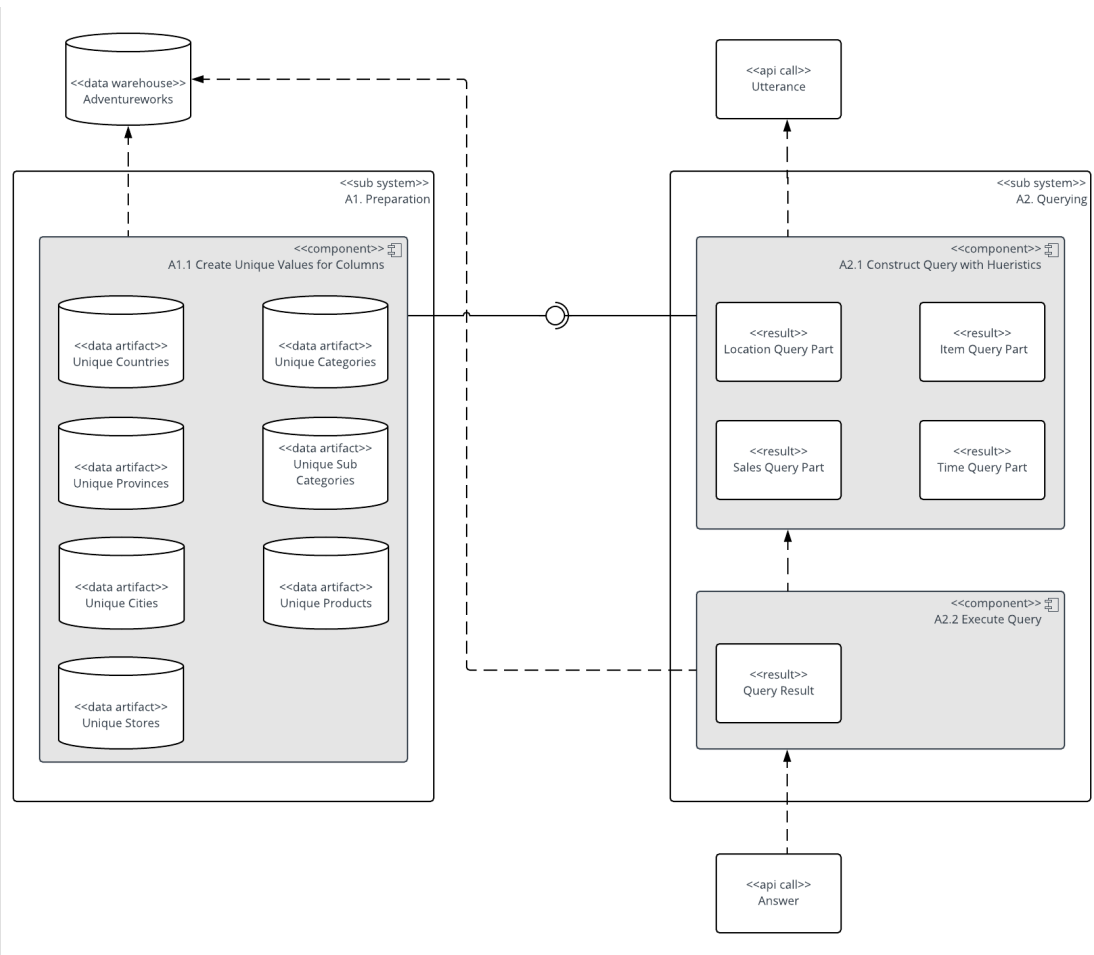 <<data warehouse>>
Adventureworks
<<api call>>
Utterance
<<sub system>>
A1. Preparation
<<component>>
A1.1 Create Unique Values for Columns
<<data artifact>>
Unique Countries
<<data artifact>>
Unique Categories
<<data artifact>>
Unique Provinces
<<data artifact>>
Unique Sub
Categories
<<data artifact>>
Unique Cities
<<data artifact>>
Unique Products
<<data artifact>>
Unique Stores
<<sub system>>
A2. Querying
<<component>>
A2.1 Construct Query with Hueristics
<<result>>
Location Query Part
<<result>>
Item Query Part
<<result>>
Sales Query Part
<<result>>
Time Query Part
<<component>>
A2.2 Execute Query
<<result>>
Query Result
<<api call>>
Answer